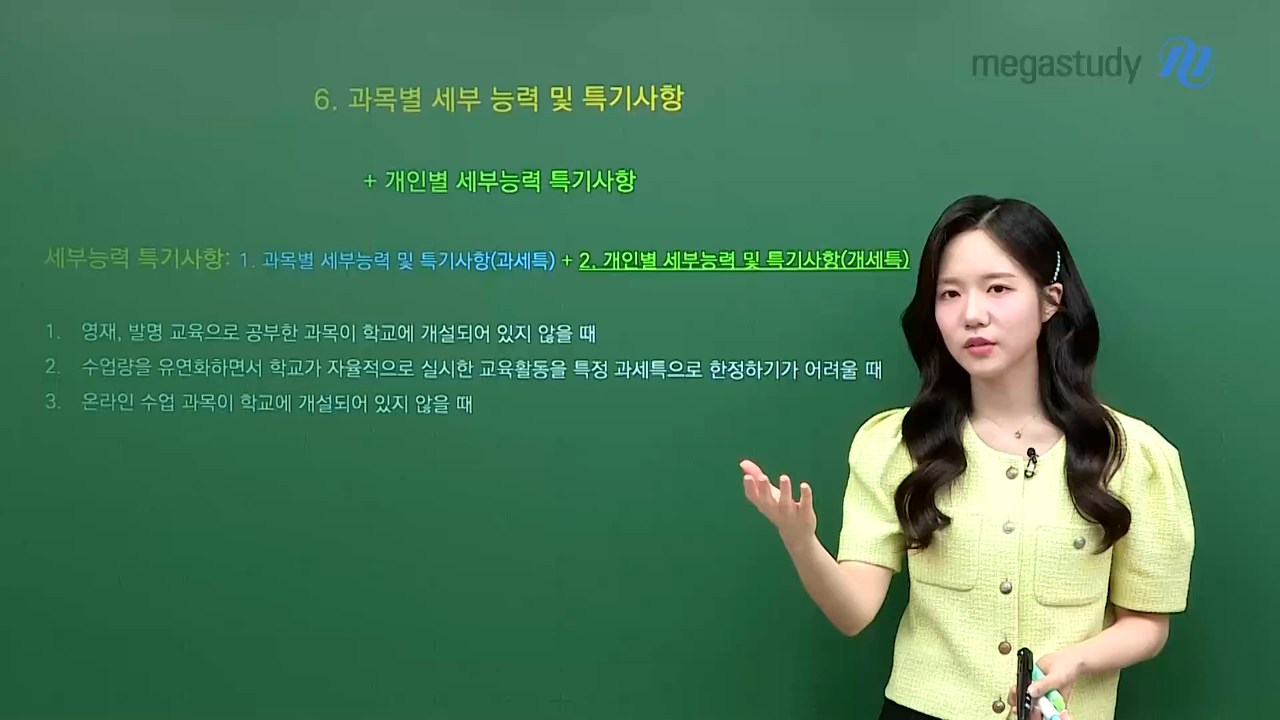 megastudy
6. 과목별 세부 능력 및 특기사항
+ 개인별 세부능력 특기사항
세부능력 특기사항: 1. 과목별 세부능력 및 특기사항(과세특) + 2. 개인별 세부능력 및 특기사항(개세특)
1. 영재, 발명 교육으로 공부한 과목이 학교에 개설되어 있지 않을 때
2. 수업량을 유연화하면서 학교가 자율적으로 실시한 교육활동을 특정 과세특으로 한정하기가 어려울 때
3. 온라인 수업 과목이 학교에 개설되어 있지 않을 때